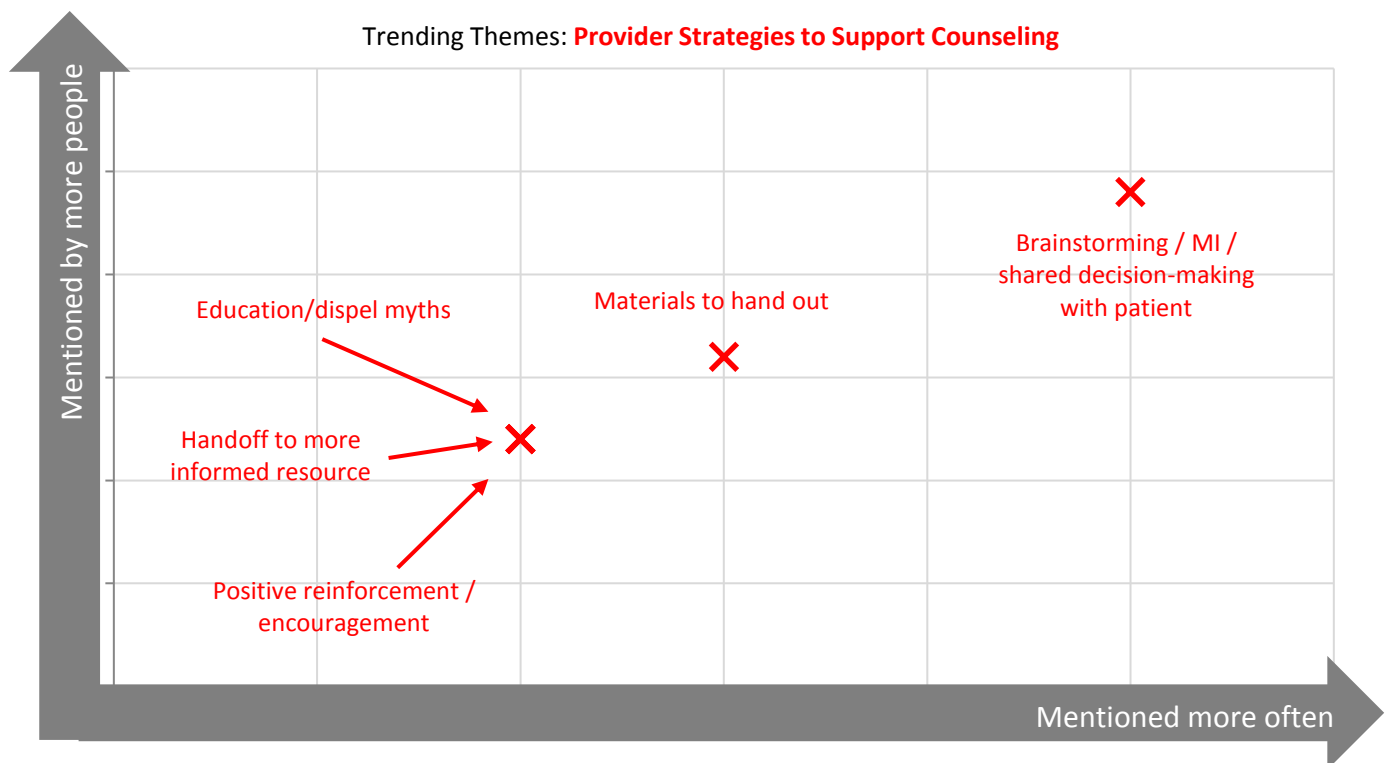 Trending Themes: Provider Strategies to Support Counseling
Mentioned by more people
Brainstorming / MI /
shared decision-making
with patient
Materials to hand out
Education/dispel myths
Handoff to more
informed resource
Positive reinforcement /
encouragement
Mentioned more often